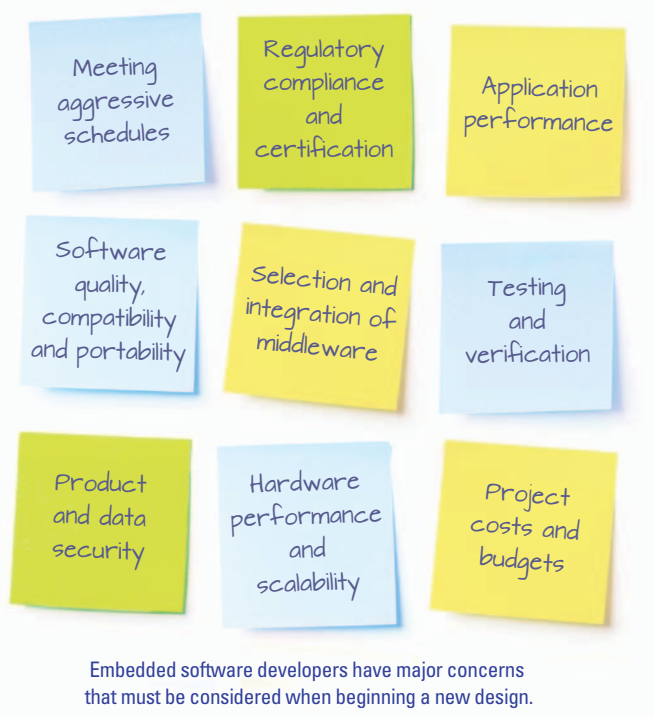 Meeting
aggressive
schedules
Regulatory
compliance
and
certification
Application
performance
Software
quality,
compatibility
and portability
Selection and
integration of
middleware
Testing
and
verification
Product
and data
security
Hardware
performance
and
scalability
Project
costs and
budgets
Embedded software developers have major concerns
that must be considered when beginning a new design.